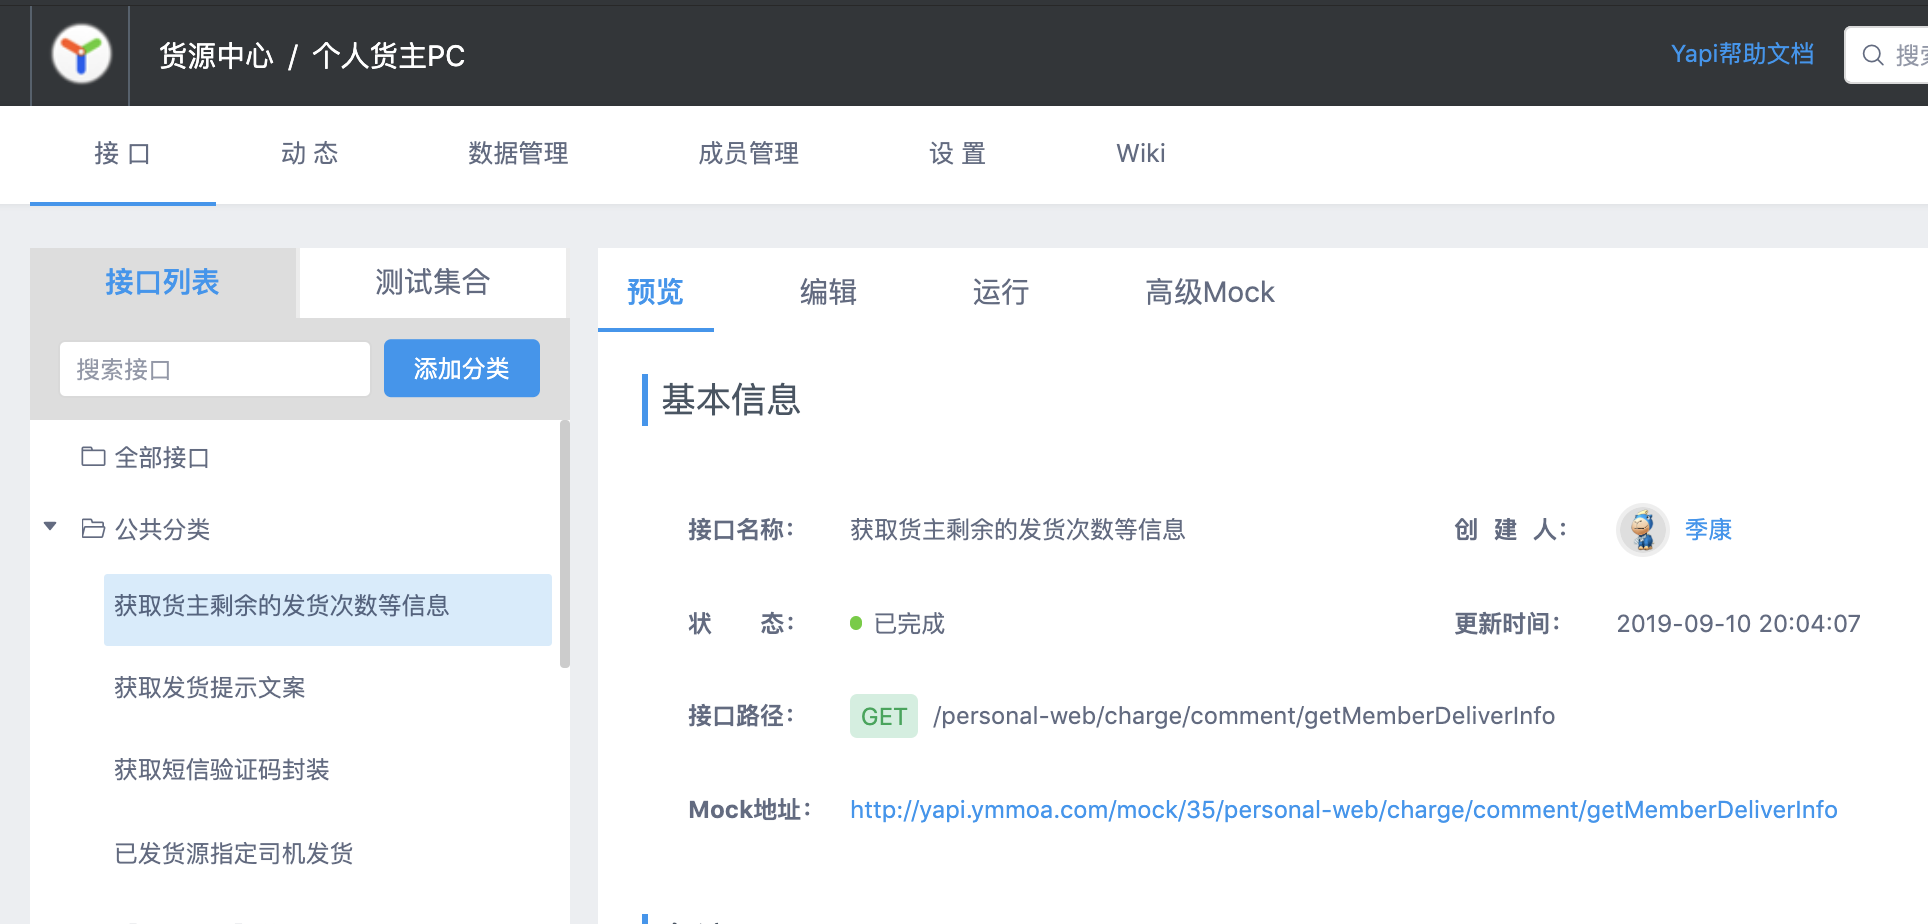 货源中心 / 个人货主PC
Yapi帮助文档
接 口
动 态
数据管理
成员管理
设 置
Wiki
接口列表
测试集合
搜索接口
添加分类
全部接口
公共分类
获取货主剩余的发货次数等信息
获取发货提示文案
获取短信验证码封装
已发货源指定司机发货
预览
编辑
运行
高级Mock
基本信息
接口名称： 获取货主剩余的发货次数等信息
创 建 人： 季康
状 态： 已完成
更新时间： 2019-09-10 20:04:07
接口路径： GET /personal-web/charge/comment/getMemberDeliverInfo
Mock地址： http://yapi.ymmoa.com/mock/35/personal-web/charge/comment/getMemberDeliverInfo